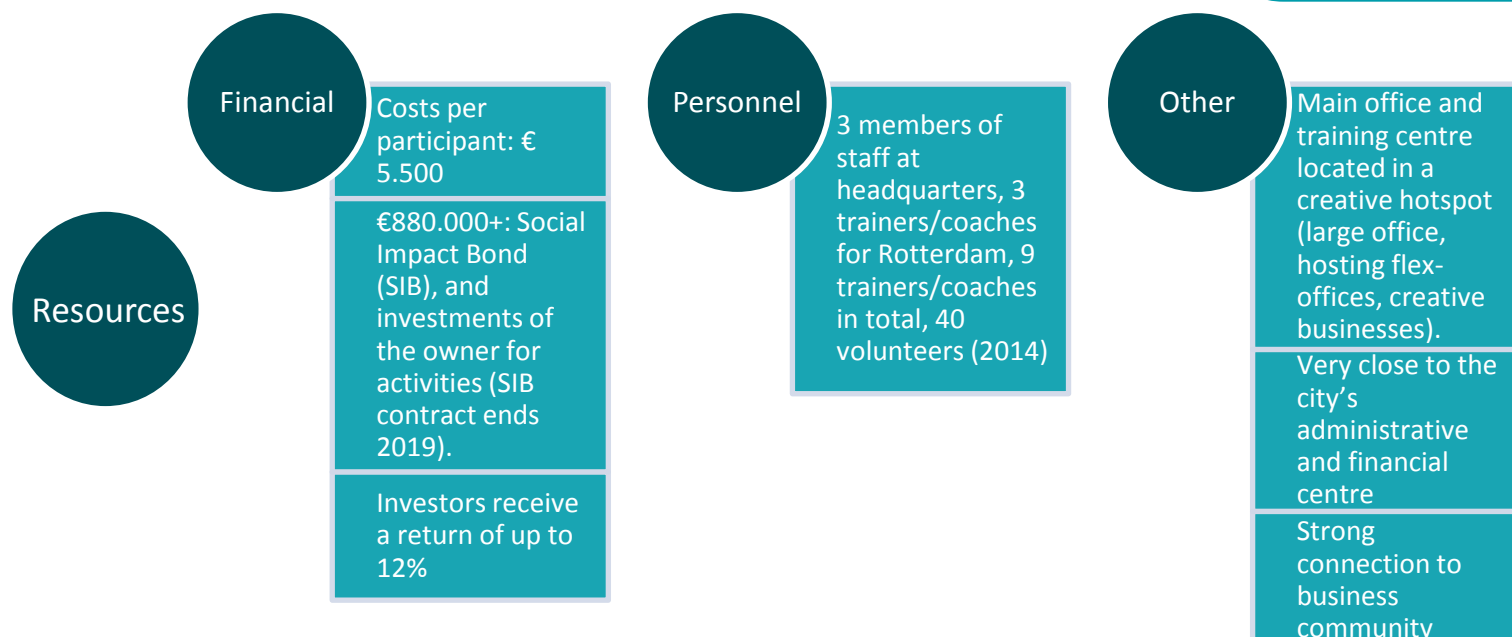 Resources
Financial
Costs per
participant: €
5.500
€880.000+: Social
Impact Bond
(SIB), and
investments of
the owner for
activities (SIB
contract ends
2019).
Investors receive
a return of up to
12%
Personnel
3 members of
staff at
headquarters, 3
trainers/coaches
for Rotterdam, 9
trainers/coaches
in total, 40
volunteers (2014)
Other
Main office and
training centre
located in a
creative hotspot
(large office,
hosting flex-
offices, creative
businesses).
Very close to the
city’s
administrative
and financial
centre
Strong
connection to
business
community